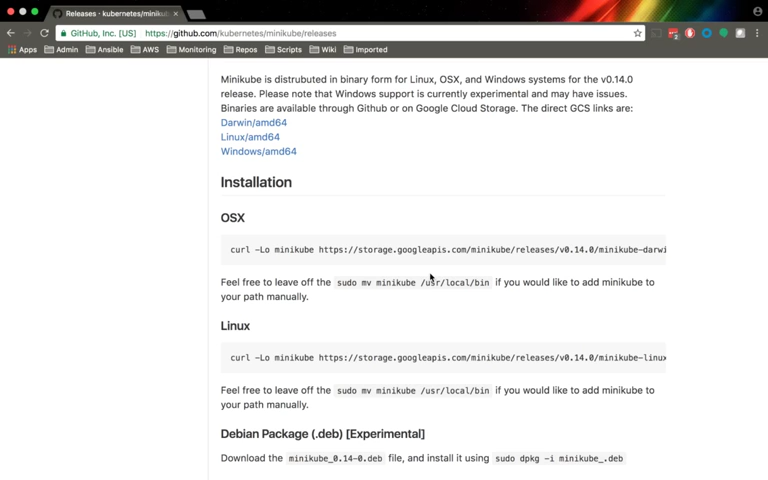 Releases · kubernetes/minikub
GitHub, Inc. [US] https://github.com/kubernetes/minikube/releases
Apps Admin Ansible AWS Monitoring Repos Scripts Wiki Imported
Minikube is distrubuted in binary form for Linux, OSX, and Windows systems for the v0.14.0
release. Please note that Windows support is currently experimental and may have issues.
Binaries are available through Github or on Google Cloud Storage. The direct GCS links are:
Darwin/amd64
Linux/amd64
Windows/amd64
Installation
OSX
curl -Lo minikube https://storage.googleapis.com/minikube/releases/v0.14.0/minikube-darwi
Feel free to leave off the sudo mv minikube /usr/local/bin if you would like to add minikube to
your path manually.
Linux
curl -Lo minikube https://storage.googleapis.com/minikube/releases/v0.14.0/minikube-linux
Feel free to leave off the sudo mv minikube /usr/local/bin if you would like to add minikube to
your path manually.
Debian Package (.deb) [Experimental]
Download the minikube_0.14-0.deb file, and install it using sudo dpkg -i minikube_.deb